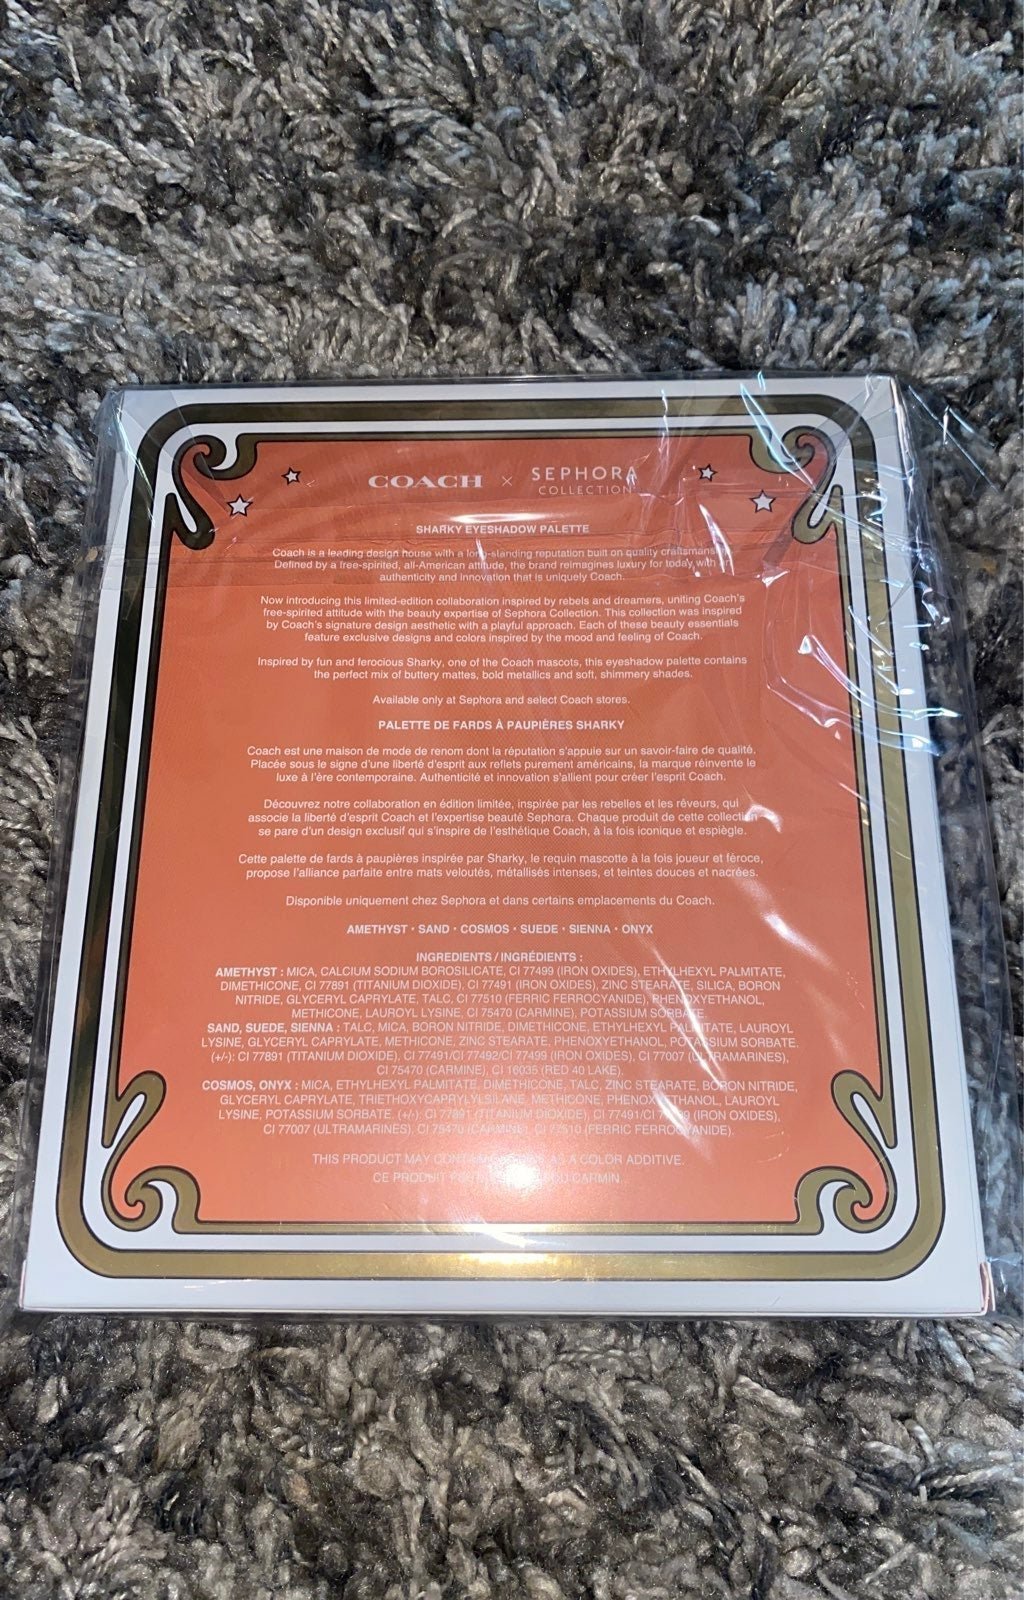 COACH × SEPHORA
COLLECTION
SHARKY EYESHADOW PALETTE
Coach is a leading design house with a long-standing reputation built on quality
Defined by a free-spirited, all-American attitude, the brand reimagines luxury for today with an
authenticity and innovation that is uniquely Coach.
Now introducing this limited-edition collaboration inspired by rebels and dreamers, uniting Coach's
free-spirited attitude with the beauty expertise of Sephora Collection. This collection was inspired
by Coach's signature design aesthetic with a playful approach. Each of these beauty essentials
feature exclusive designs and colors inspired by the mood and feeling of Coach.
Inspired by fun and ferocious Sharky, one of the Coach mascots, this eyeshadow palette contains
the perfect mix of buttery mattes, bold metallics and soft, shimmery shades.
Available only at Sephora and select Coach stores.
PALETTE DE FARDS À PAUPIÈRES SHARKY
Coach est une maison de mode de renom dont la réputation s'appuie sur un savoir-faire de qualité.
Placée sous le signe d'une liberté d'esprit aux reflets purement américains, la marque réinvente le
luxe à l'ère contemporaine. Authenticité et innovation s'allient pour créer l'esprit Coach.
Découvrez notre collaboration en édition limitée, inspirée par les rebelles et les rêveurs, qui
associe la liberté d'esprit Coach et l'expertise beauté Sephora. Chaque produit de cette collection
se pare d'un design exclusif qui s'inspire de l'esthétique Coach, à la fois iconique et espiègle.
Cette palette de fards à paupières inspirée par Sharky, le requin mascotte à la fois joueur et féroce,
propose l'alliance parfaite entre mats veloutés, métallisés intenses, et teintes douces et nacrées.
Disponible uniquement chez Sephora et dans certains emplacements du Coach.
AMETHYST • SAND • COSMOS • SUEDE • SIENNA • ONYX
INGREDIENTS / INGRÉDIENTS :
AMETHYST : MICA, CALCIUM SODIUM BOROSILICATE, CI 77499 (IRON OXIDES), ETHYLHEXYL PALMITATE,
DIMETHICONE, CI 77891 (TITANIUM DIOXIDE), CI 77491 (IRON OXIDES), ZINC STEARATE, SILICA, BORON
NITRIDE, GLYCERYL CAPRYLATE, TALC, CI 77510 (FERRIC FERROCYANIDE), PHENOXYETHANOL,
METHICONE, LAUROYL LYSINE, CI 75470 (CARMINE), POTASSIUM SORBATE.
SAND, SUEDE, SIENNA : TALC, MICA, BORON NITRIDE, DIMETHICONE, ETHYLHEXYL PALMITATE, LAUROYL
LYSINE, GLYCERYL CAPRYLATE, METHICONE, ZINC STEARATE, PHENOXYETHANOL, POTASSIUM SORBATE.
(+/-): CI 77891 (TITANIUM DIOXIDE), CI 77491/CI 77492/CI 77499 (IRON OXIDES), CI 77007 (ULTRAMARINES),
CI 75470 (CARMINE), CI 16035 (RED 40 LAKE).
COSMOS, ONYX : MICA, ETHYLHEXYL PALMITATE, DIMETHICONE, TALC, ZINC STEARATE, BORON NITRIDE,
GLYCERYL CAPRYLATE, TRIETHOXYCAPRYLYLSILANE, METHICONE, PHENOXYETHANOL, LAUROYL
LYSINE, POTASSIUM SORBATE. (+/-): CI 77891 (TITANIUM DIOXIDE), CI 77491/CI (IRON OXIDES),
CI 77007 (ULTRAMARINES), CI 75470 (CARMINE), CI 77510 (FERRIC FERROCYANIDE).
THIS PRODUCT MAY CONTAIN AS A COLOR ADDITIVE.
CE PRODUIT DU CARMIN.